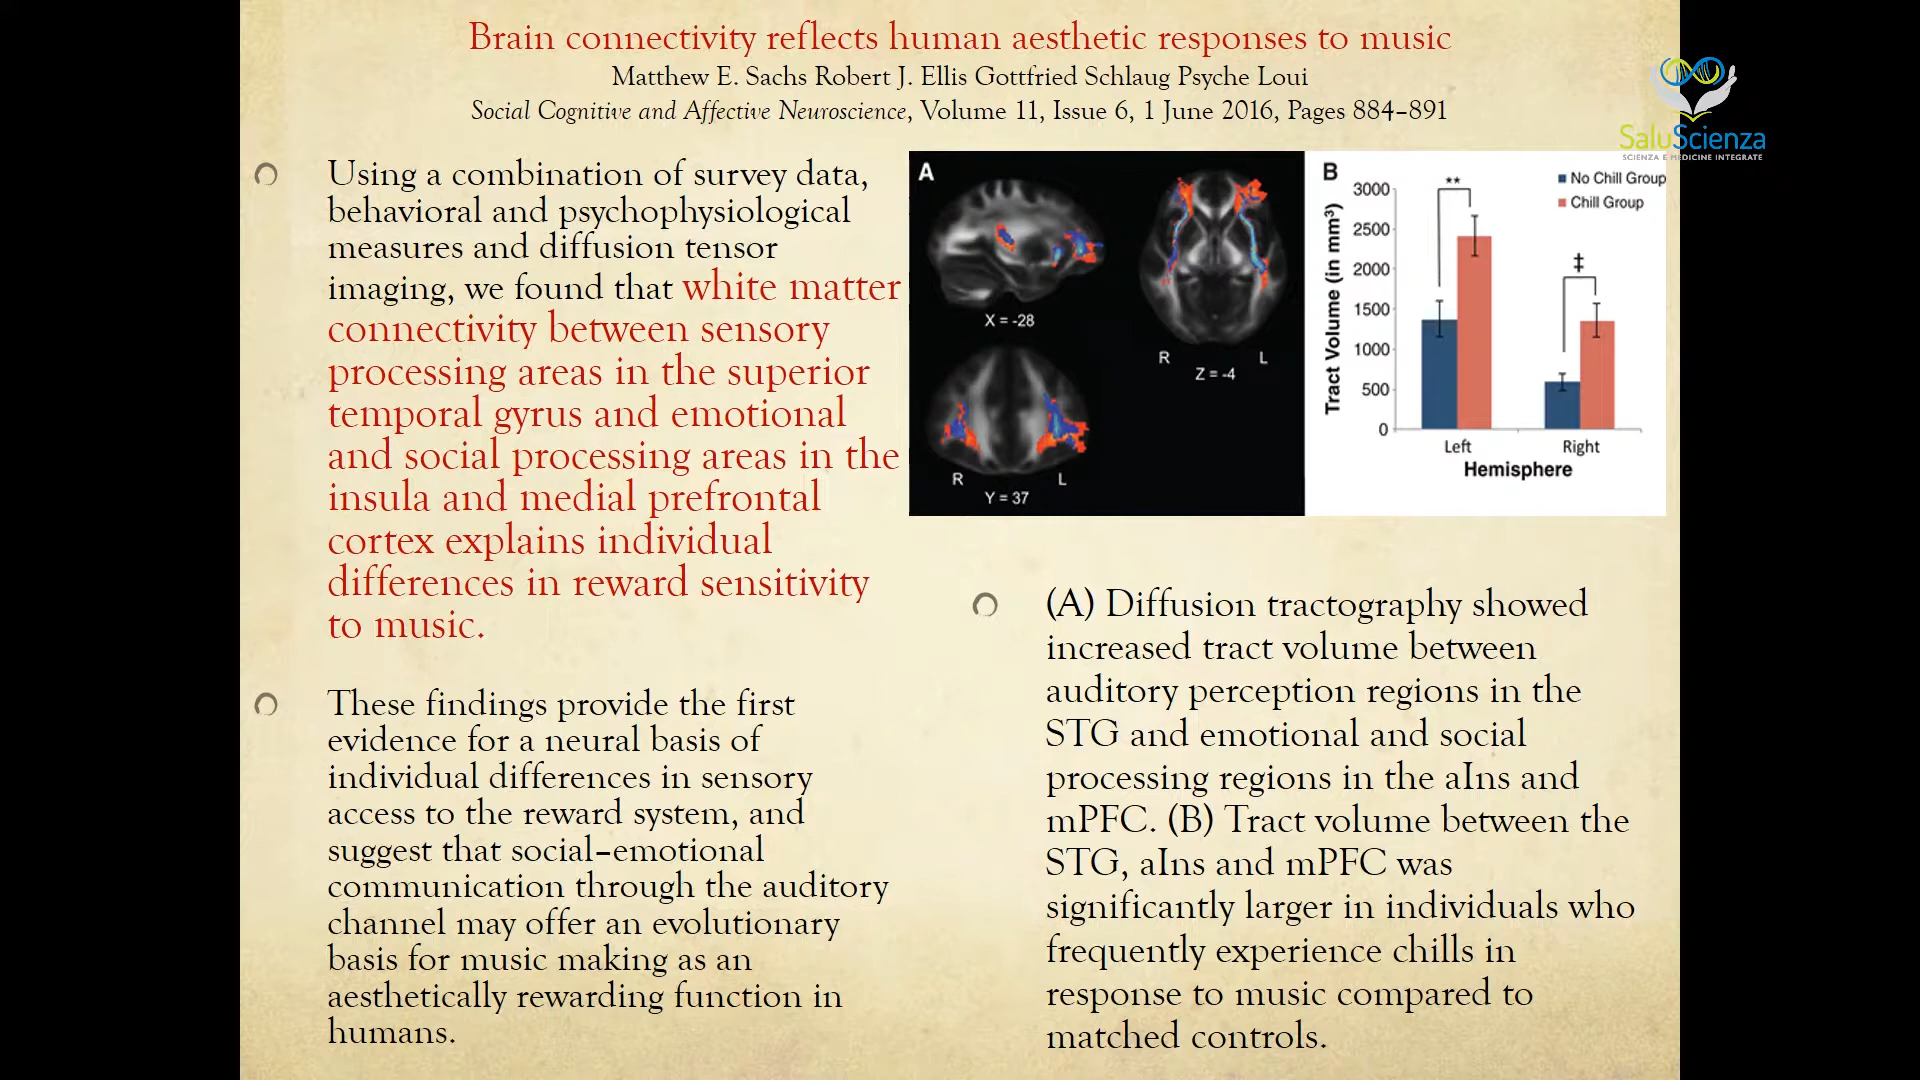 Brain connectivity reflects human aesthetic responses to music
Matthew E. Sachs Robert J. Ellis Gottfried Schlaug Psyche Loui
Social Cognitive and Affective Neuroscience, Volume 11, Issue 6, 1 June 2016, Pages 884–891
SaluScienza
SCIENZA E MEDICINE INTEGRATE
Using a combination of survey data,
behavioral and psychophysiological
measures and diffusion tensor
imaging, we found that white matter
connectivity between sensory
processing areas in the superior
temporal gyrus and emotional
and social processing areas in the
insula and medial prefrontal
cortex explains individual
differences in reward sensitivity
to music.
These findings provide the first
evidence for a neural basis of
individual differences in sensory
access to the reward system, and
suggest that social–emotional
communication through the auditory
channel may offer an evolutionary
basis for music making as an
aesthetically rewarding function in
humans.
A
X = -28
R L
Z = -4
R L
Y = 37
B
No Chill Group
Chill Group
Tract Volume (in mm³)
3000
2500
2000
1500
1000
500
0
**
‡
Left Right
Hemisphere
(A) Diffusion tractography showed
increased tract volume between
auditory perception regions in the
STG and emotional and social
processing regions in the aIns and
mPFC. (B) Tract volume between the
STG, aIns and mPFC was
significantly larger in individuals who
frequently experience chills in
response to music compared to
matched controls.